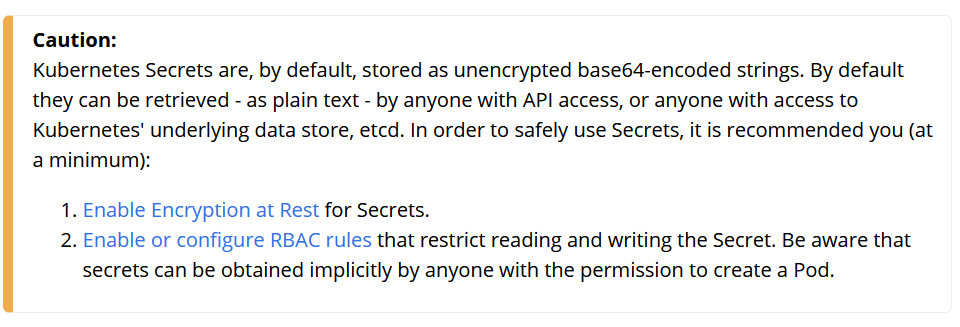 Caution:
Kubernetes Secrets are, by default, stored as unencrypted base64-encoded strings. By default
they can be retrieved - as plain text - by anyone with API access, or anyone with access to
Kubernetes' underlying data store, etcd. In order to safely use Secrets, it is recommended you (at
a minimum):
1. Enable Encryption at Rest for Secrets.
2. Enable or configure RBAC rules that restrict reading and writing the Secret. Be aware that
secrets can be obtained implicitly by anyone with the permission to create a Pod.